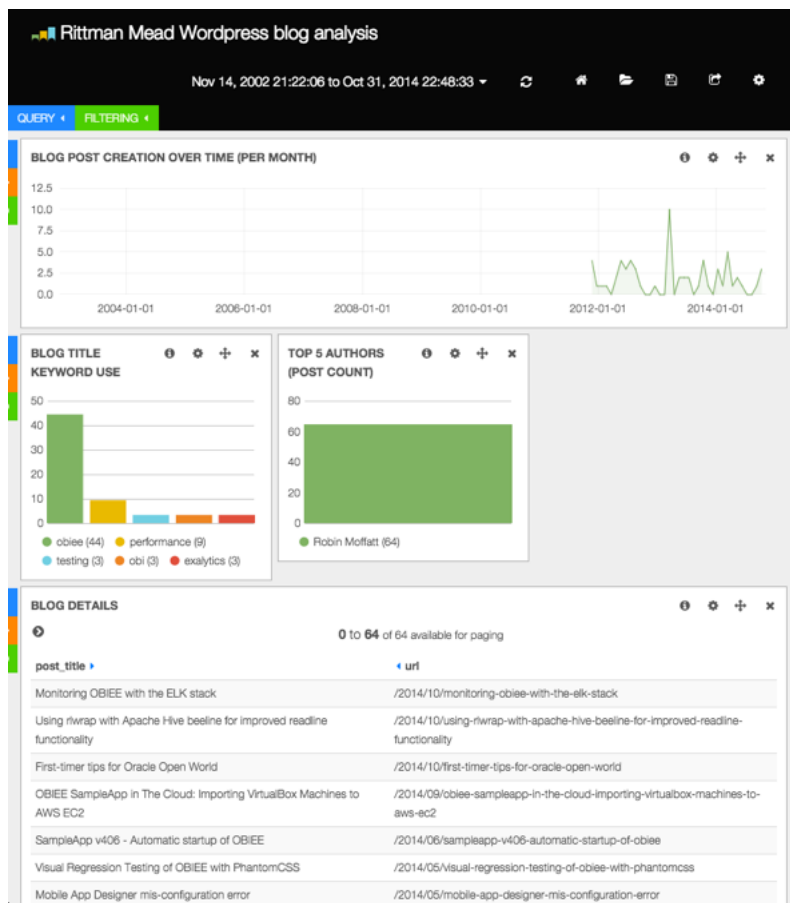 Rittman Mead Wordpress blog analysis
Nov 14, 2002 21:22:06 to Oct 31, 2014 22:48:33
QUERY
FILTERING
BLOG POST CREATION OVER TIME (PER MONTH)
12.5
10.0
7.5
5.0
2.5
0.0
2004-01-01
2006-01-01
2008-01-01
2010-01-01
2012-01-01
2014-01-01
BLOG TITLE
KEYWORD USE
50
40
30
20
10
0
obiee (44)
performance (9)
testing (3)
obi (3)
exalytics (3)
TOP 5 AUTHORS
(POST COUNT)
80
60
40
20
0
Robin Moffatt (64)
BLOG DETAILS
0 to 64 of 64 available for paging
post_title
url
Monitoring OBIEE with the ELK stack
/2014/10/monitoring-obiee-with-the-elk-stack
Using rlwrap with Apache Hive beeline for improved readline
functionality
/2014/10/using-rlwrap-with-apache-hive-beeline-for-improved-readline-
functionality
First-timer tips for Oracle Open World
/2014/10/first-timer-tips-for-oracle-open-world
OBIEE SampleApp in The Cloud: Importing VirtualBox Machines to
AWS EC2
/2014/09/obiee-sampleapp-in-the-cloud-importing-virtualbox-machines-to-
aws-ec2
SampleApp v406 - Automatic startup of OBIEE
/2014/06/sampleapp-v406-automatic-startup-of-obiee
Visual Regression Testing of OBIEE with PhantomCSS
/2014/05/visual-regression-testing-of-obiee-with-phantomcss
Mobile App Designer mis-configuration error
/2014/05/mobile-app-designer-mis-configuration-error